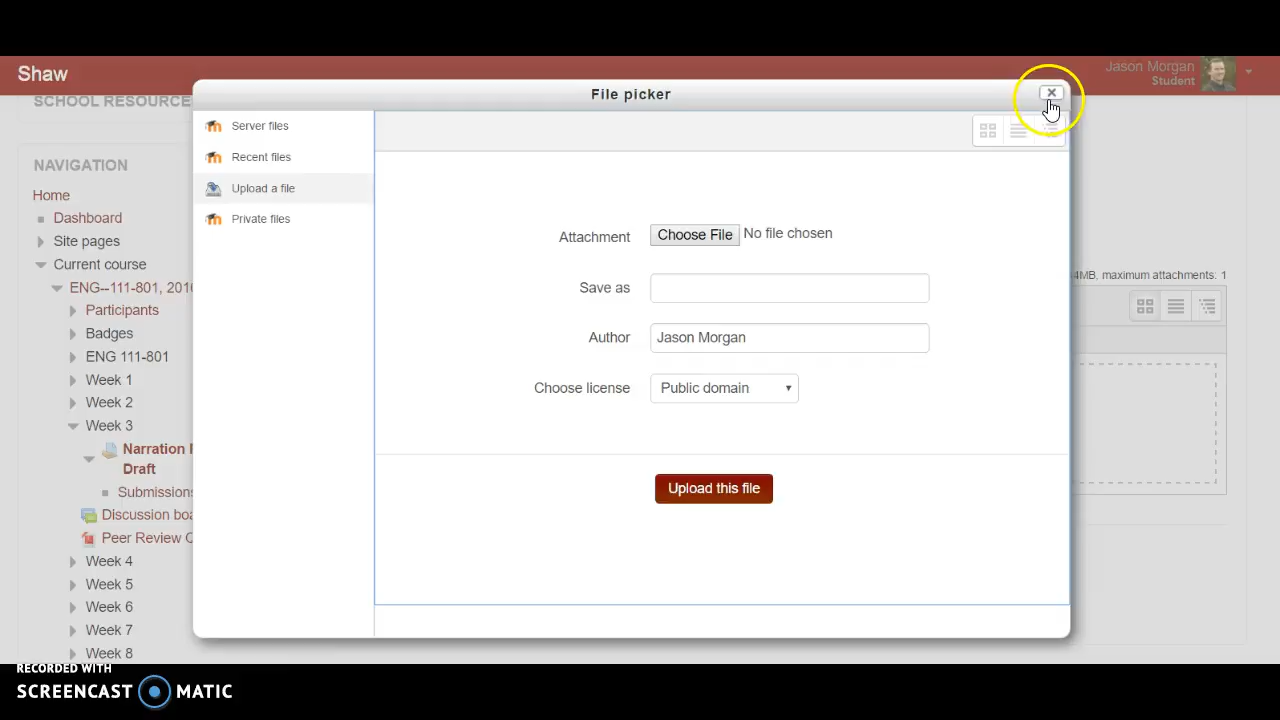 Shaw
Jason Morgan
Student
SCHOOL RESOURCE
File picker
Server files
Recent files
Upload a file
Private files
NAVIGATION
Home
Dashboard
Site pages
Current course
ENG--111-801, 201
Participants
Badges
ENG 111-801
Week 1
Week 2
Week 3
Narration
Draft
Submissions
Discussion boa
Peer Review
Week 4
Week 5
Week 6
Week 7
Week 8
Attachment Choose File No file chosen
Save as
Author Jason Morgan
Choose license Public domain
Upload this file
4MB, maximum attachments: 1
RECORDED WITH
SCREENCAST MATIC